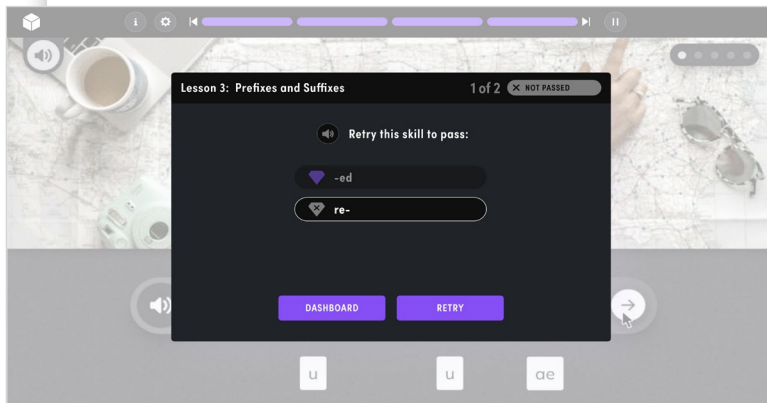 Lesson 3: Prefixes and Suffixes 1 of 2 NOT PASSED
Retry this skill to pass:
-ed
re-
DASHBOARD RETRY
u u ae